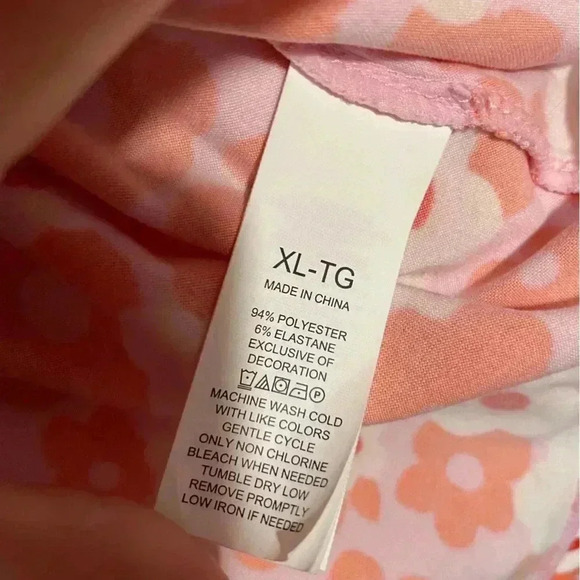 XL-TG
MADE IN CHINA
94% POLYESTER
6% ELASTANE
EXCLUSIVE OF
DECORATION
P
MACHINE WASH COLD
WITH LIKE COLORS
GENTLE CYCLE
ONLY NON CHLORINE
BLEACH WHEN NEEDED
TUMBLE DRY LOW
REMOVE PROMPTLY
LOW IRON IF NEEDED